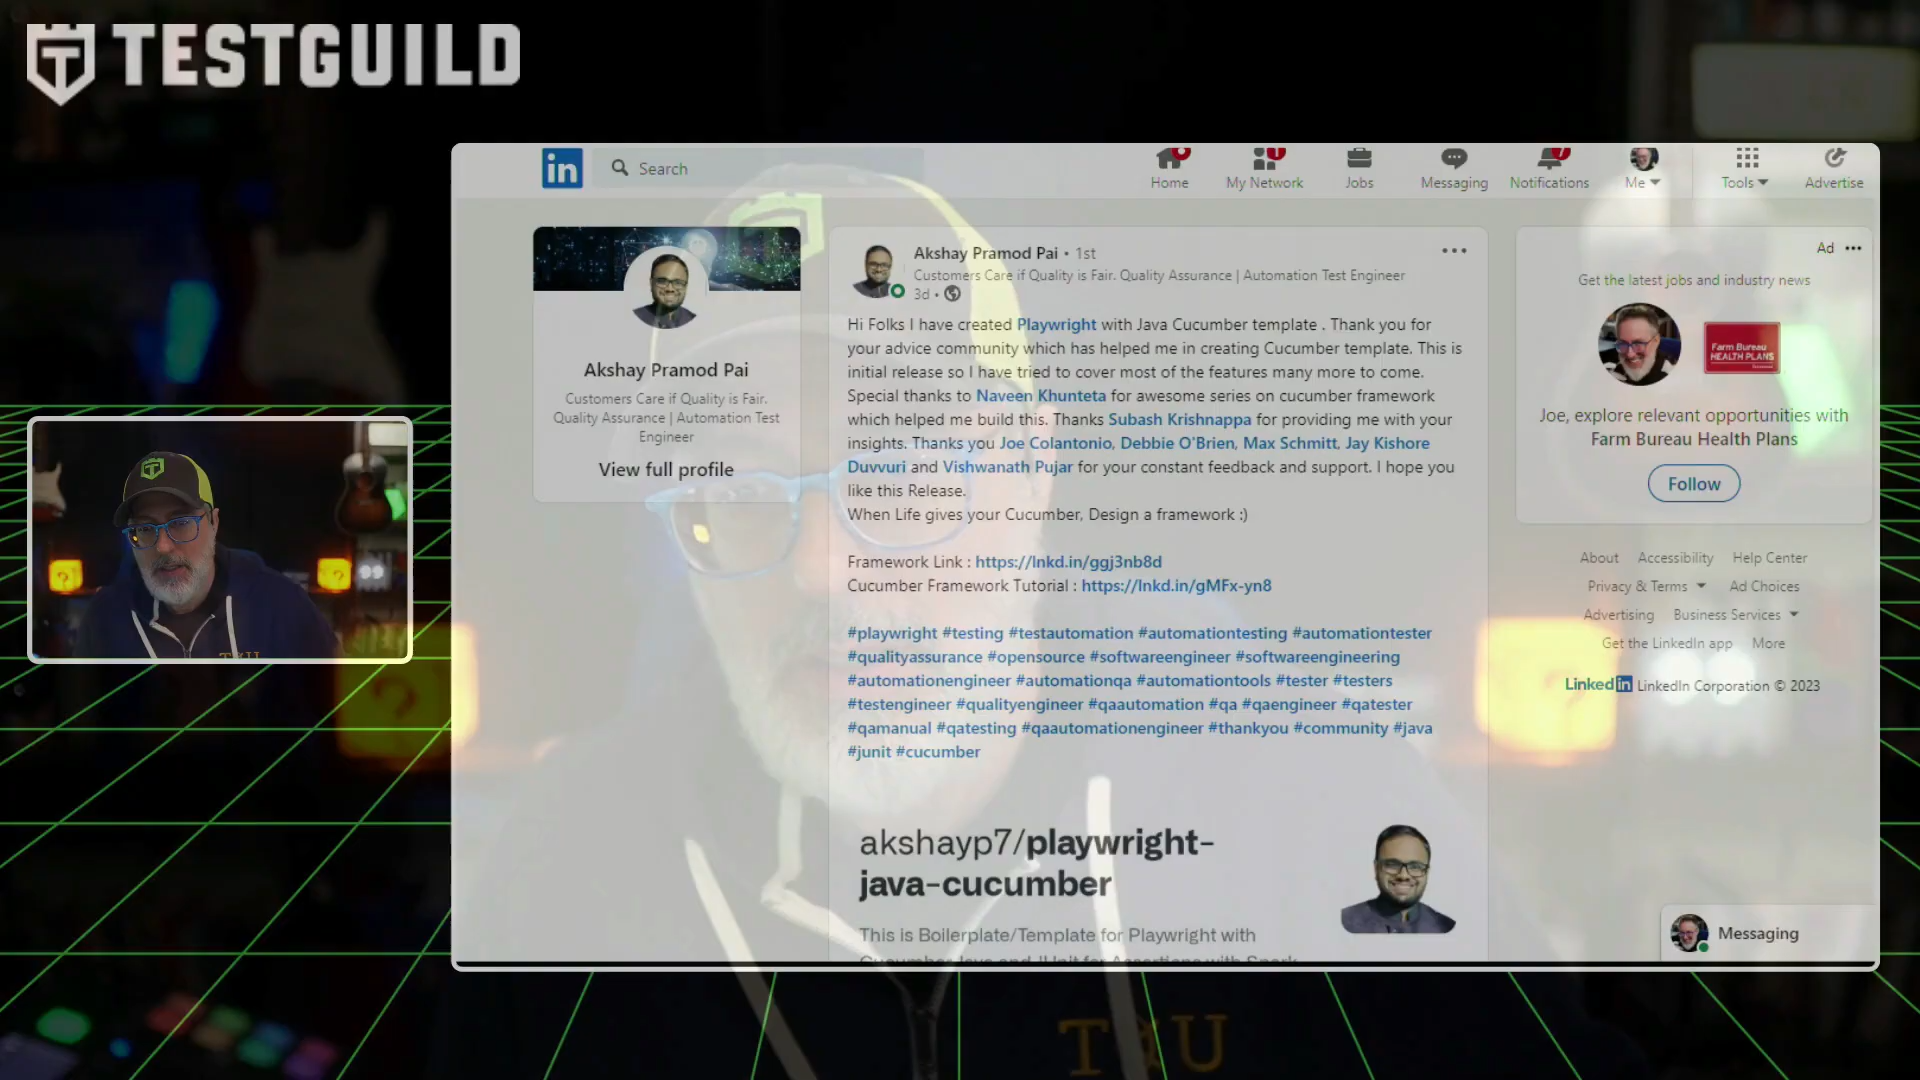 TESTGUILD
in Search
Home My Network Jobs Messaging Notifications Me Tools Advertise
Akshay Pramod Pai
Customers Care if Quality is Fair.
Quality Assurance | Automation Test
Engineer
View full profile
Akshay Pramod Pai • 1st
Customers Care if Quality is Fair. Quality Assurance | Automation Test Engineer
3d •
Hi Folks I have created Playwright with Java Cucumber template . Thank you for
your advice community which has helped me in creating Cucumber template. This is
initial release so I have tried to cover most of the features many more to come.
Special thanks to Naveen Khunteta for awesome series on cucumber framework
which helped me build this. Thanks Subash Krishnappa for providing me with your
insights. Thanks you Joe Colantonio, Debbie O'Brien, Max Schmitt, Jay Kishore
Duvvuri and Vishwanath Pujar for your constant feedback and support. I hope you
like this Release.
When Life gives your Cucumber, Design a framework :)
Framework Link : https://lnkd.in/ggj3nb8d
Cucumber Framework Tutorial : https://lnkd.in/gMFx-yn8
#playwright #testing #testautomation #automationtesting #automationtester
#qualityassurance #opensource #softwareengineer #softwareengineering
#automationengineer #automationqa #automationtools #tester #testers
#testengineer #qualityengineer #qaautomation #qa #qaengineer #qatester
#qamanual #qatesting #qaautomationengineer #thankyou #community #java
#junit #cucumber
akshayp7/playwright-
java-cucumber
This is Boilerplate/Template for Playwright with
Cucumber Java and JUnit for Assertions with Spark
Ad
Get the latest jobs and industry news
Farm Bureau
HEALTH PLANS
Joe, explore relevant opportunities with
Farm Bureau Health Plans
Follow
About Accessibility Help Center
Privacy & Terms Ad Choices
Advertising Business Services
Get the LinkedIn app More
LinkedIn LinkedIn Corporation © 2023
Messaging